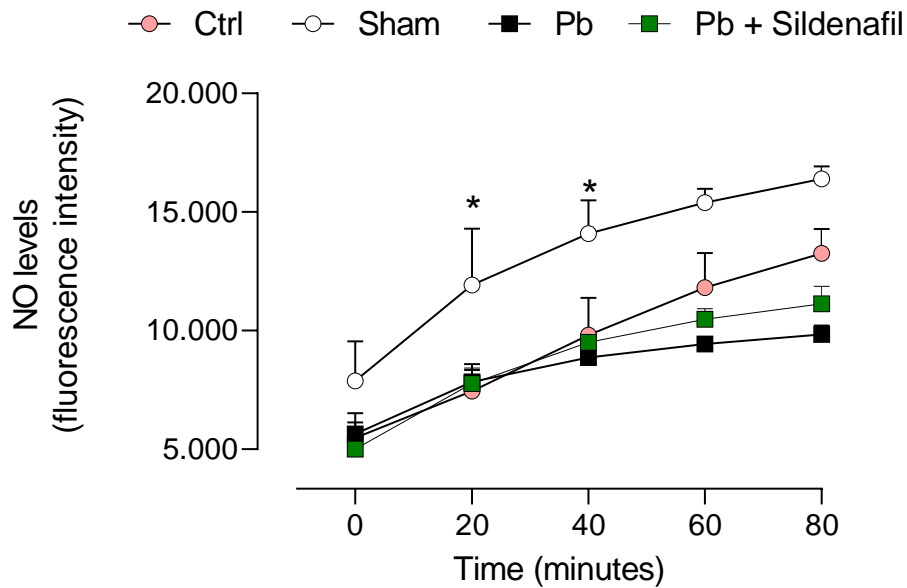 Ctrl Sham Pb Pb + Sildenafil
NO levels
(fluorescence intensity)
20.000
15.000
10.000
5.000
* *
0 20 40 60 80
Time (minutes)